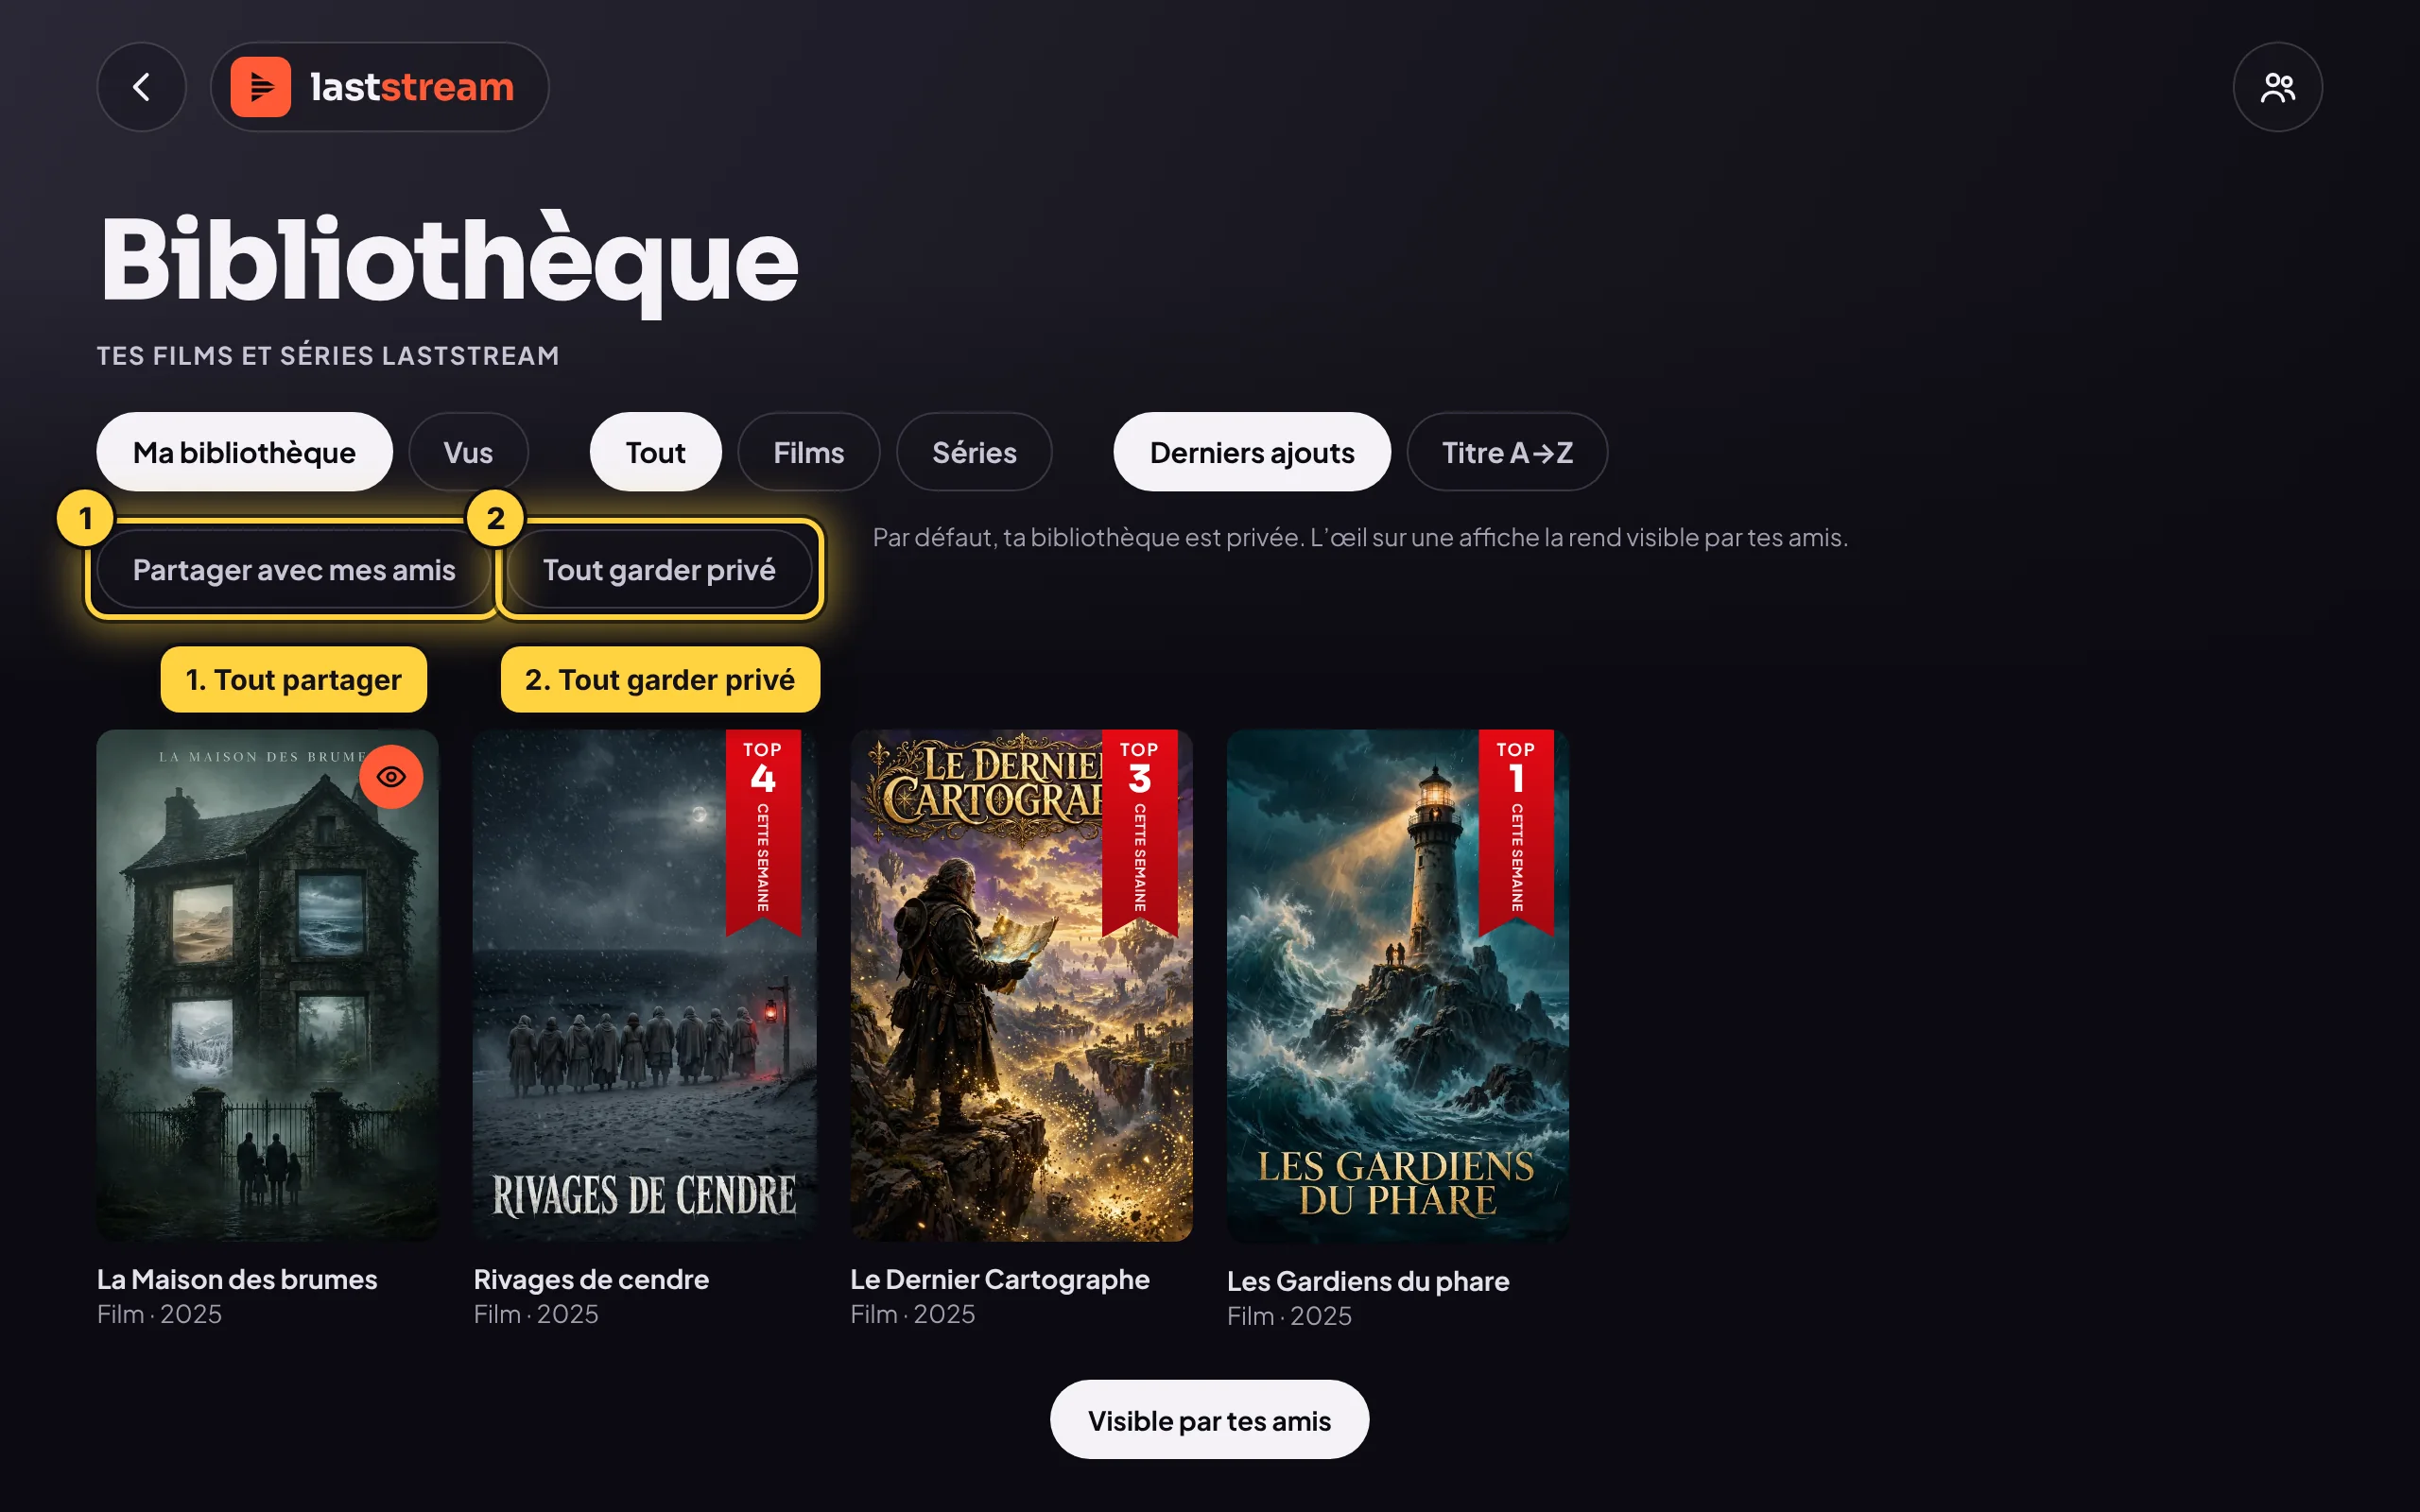 laststream
Bibliothèque
TES FILMS ET SÉRIES LASTSTREAM
Ma bibliothèque
Vus
Tout
Films
Séries
Derniers ajouts
Titre A→Z
1
2
Partager avec mes amis
Tout garder privé
Par défaut, ta bibliothèque est privée. L’œil sur une affiche la rend visible par tes amis.
1. Tout partager
2. Tout garder privé
LA MAISON DES BRUME
TOP
4
CETTE SEMAINE
RIVAGES DE CENDRE
LE DERNIE
CARTOGRA
TOP
3
CETTE SEMAINE
TOP
1
CETTE SEMAINE
LES GARDIENS
DU PHARE
La Maison des brumes
Film · 2025
Rivages de cendre
Film · 2025
Le Dernier Cartographe
Film · 2025
Les Gardiens du phare
Film · 2025
Visible par tes amis